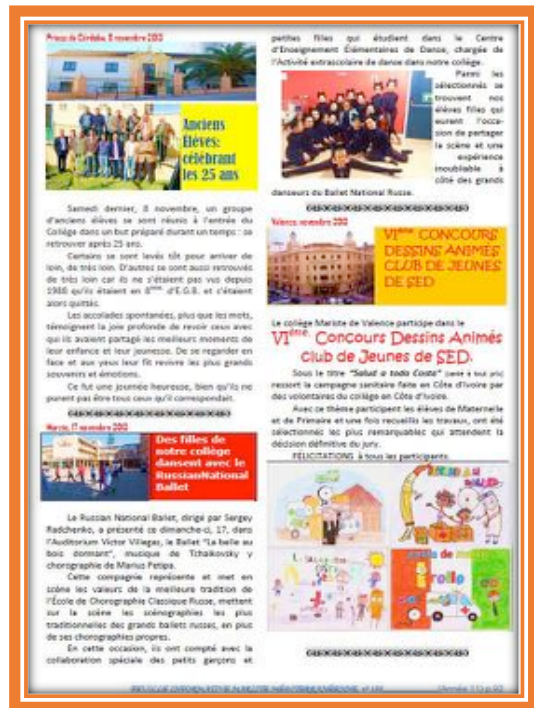 Priego de Córdoba, 8 novembre 2013
Anciens
Élèves:
célébrant
les 25 ans
Samedi dernier, 8 novembre, un groupe
d'anciens élèves se sont réunis à l'entrée du
Collège dans un but préparé durant un temps : se
retrouver après 25 ans.
Certains se sont levés tôt pour arriver de
loin, de très loin. D'autres se sont aussi retrouvés
de très loin car ils ne s'étaient pas vus depuis
1988 qu'ils étaient en 8ème d'E.G.B. et s'étaient
alors quittés.
Les accolades spontanées, plus que les mots,
témoignent la joie profonde de revoir ceux avec
qui ils avaient partagé les meilleurs moments de
leur enfance et leur jeunesse. De se regarder en
face et aux yeux leur fit revivre les plus grands
souvenirs et émotions.
Ce fut une journée heureuse, bien qu'ils ne
purent pas être tous ceux qu'il correspondait.
Murcie, 17 novembre 2013
Des filles de
notre collège
dansent avec le
RussianNational
Ballet
Le Russian National Ballet, dirigé par Sergey
Radchenko, a présenté ce dimanche-ci, 17, dans
l'Auditorium Víctor Villegas, le Ballet "La belle au
bois dormant", musique de Tchaikovsky y
chorographie de Marius Petipa.
Cette compagnie représente et met en
scène les valeurs de la meilleure tradition de
l'École de Chorographie Classique Russe, mettent
sur la scène les scénographies les plus
traditionnelles des grands ballets russes, en plus
de ses chorographies propres.
En cette occasion, ils ont compté avec la
collaboration spéciale des petits garçons et
petites filles qui étudient dans le Centre
d'Enseignement Élémentaires de Danse, chargée de
l'Activité extrascolaire de danse dans notre collège.
Parmi les
sélectionnés se
trouvent nos
élèves filles qui
eurent l'occa-
sion de partager
la scène et une
expérience
inoubliable à
côté des grands
danseurs du Ballet National Russe.
Valence, novembre 2013
VIème CONCOURS
DESSINS ANIMÉS
CLUB DE JEUNES
DE SED
Le collège Mariste de Valence participe dans le
VIème Concours Dessins Animés
club de Jeunes de SED.
Sous le titre "Salud a toda Costa" (santé à tout prix)
ressort la campagne sanitaire faite en Côte d'Ivoire par
des volontaires du collège en Côte d'Ivoire.
Avec ce thème participent les élèves de Maternelle
et de Primaire et une fois recueillis les travaux, ont été
sélectionnés les plus remarquables qui attendent la
décision définitive du jury.
FÉLICITATIONS à tous les participants.